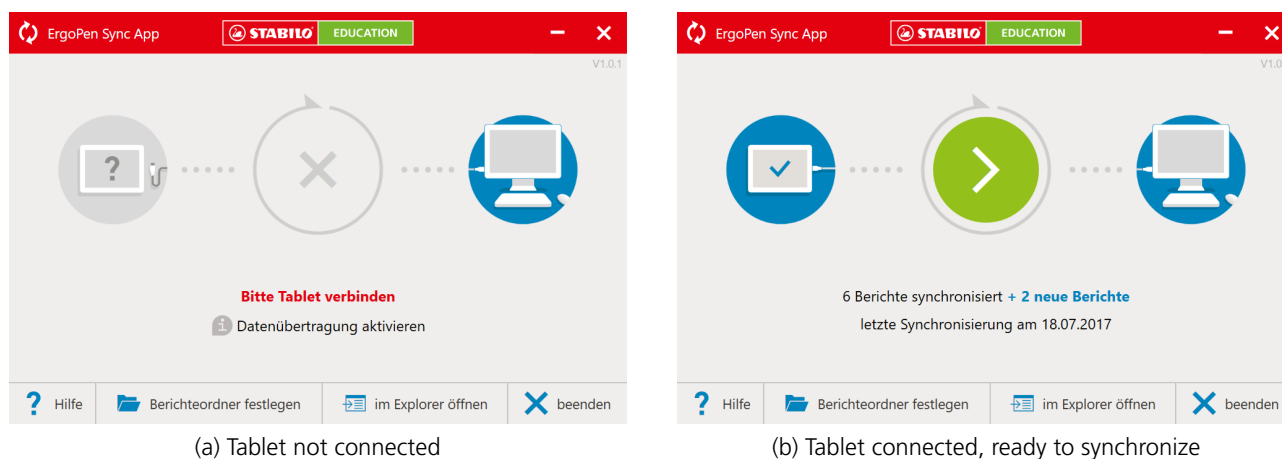 ErgoPen Sync App
STABILO EDUCATION
V1.0.1
?
Bitte Tablet verbinden
i Datenübertragung aktivieren
? Hilfe
Berichteordner festlegen
im Explorer öffnen
beenden
(a) Tablet not connected
ErgoPen Sync App
STABILO EDUCATION
V1.0
6 Berichte synchronisiert + 2 neue Berichte
letzte Synchronisierung am 18.07.2017
? Hilfe
Berichteordner festlegen
im Explorer öffnen
beenden
(b) Tablet connected, ready to synchronize